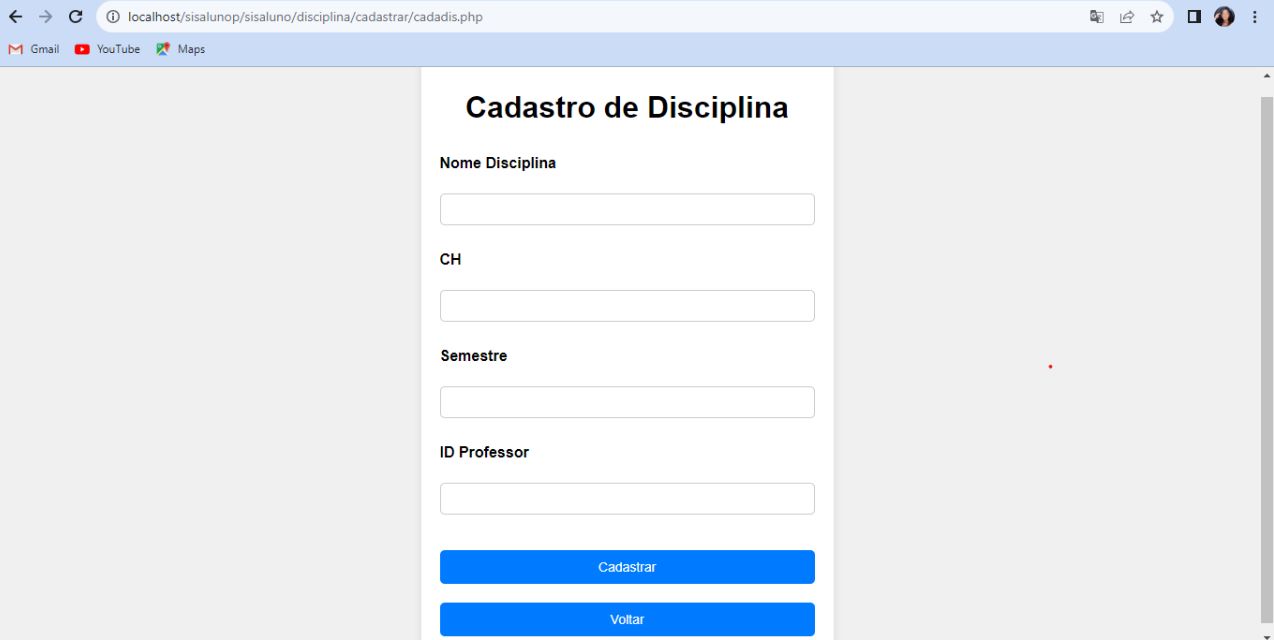 localhost/sisalunop/sisaluno/disciplina/cadastrar/cadadis.php
Gmail YouTube Maps
Cadastro de Disciplina
Nome Disciplina
CH
Semestre
ID Professor
Cadastrar
Voltar